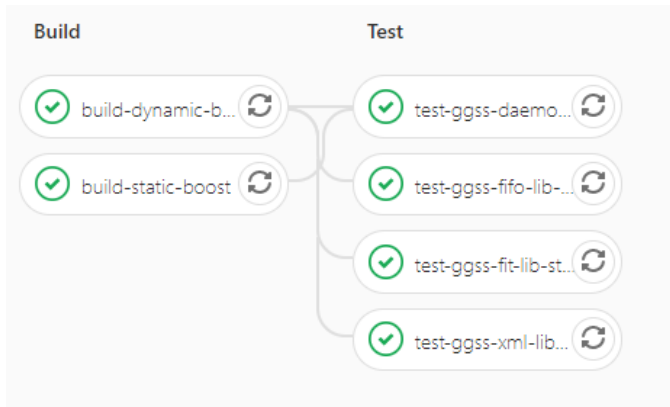 Build
Test
build-dynamic-b...
build-static-boost
test-ggss-daemo...
test-ggss-fifo-lib-...
test-ggss-fit-lib-st...
test-ggss-xml-lib...